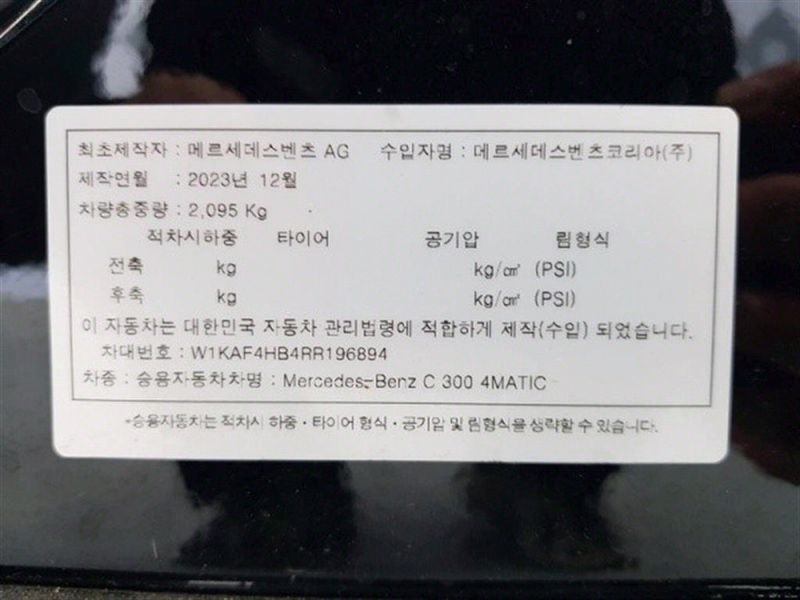 최초제작자 : 메르세데스벤츠 AG 수입자명 : 메르세데스벤츠코리아(주)
제작연월 : 2023년 12월
차량총중량 : 2,095 Kg
적차시하중 타이어 공기압 림형식
전축 kg kg/㎠ (PSI)
후축 kg kg/㎠ (PSI)
이 자동차는 대한민국 자동차 관리법령에 적합하게 제작(수입) 되었습니다.
차대번호 : W1KAF4HB4RR196894
차종 : 승용자동차차명 : Mercedes-Benz C 300 4MATIC
*승용자동차는 적차시 하중 · 타이어 형식 · 공기압 및 림형식을 생략할 수 있습니다.